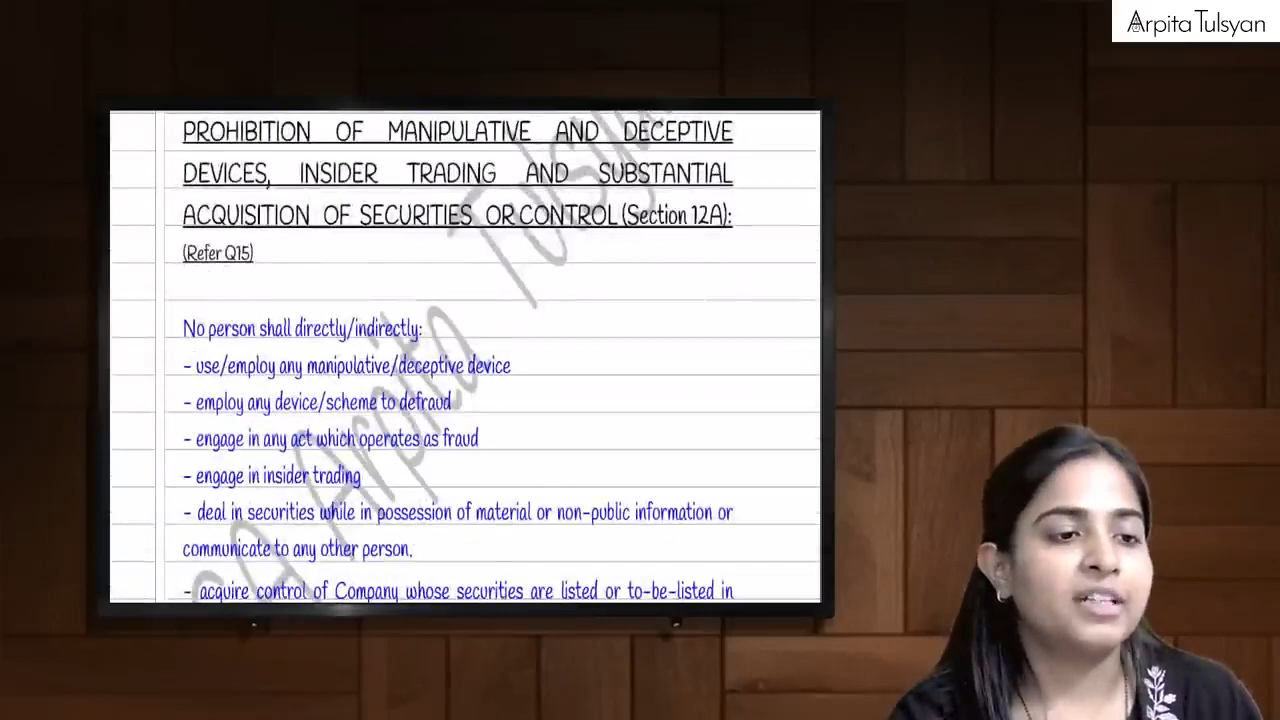 Arpita Tulsyan
PROHIBITION OF MANIPULATIVE AND DECEPTIVE
DEVICES, INSIDER TRADING AND SUBSTANTIAL
ACQUISITION OF SECURITIES OR CONTROL (Section 12A):
(Refer Q15)
No person shall directly/indirectly:
- use/employ any manipulative/deceptive device
- employ any device/scheme to defraud
- engage in any act which operates as fraud
- engage in insider trading
- deal in securities while in possession of material or non-public information or
communicate to any other person.
- acquire control of Company whose securities are listed or to-be-listed in
CA Arpita Tulsyan